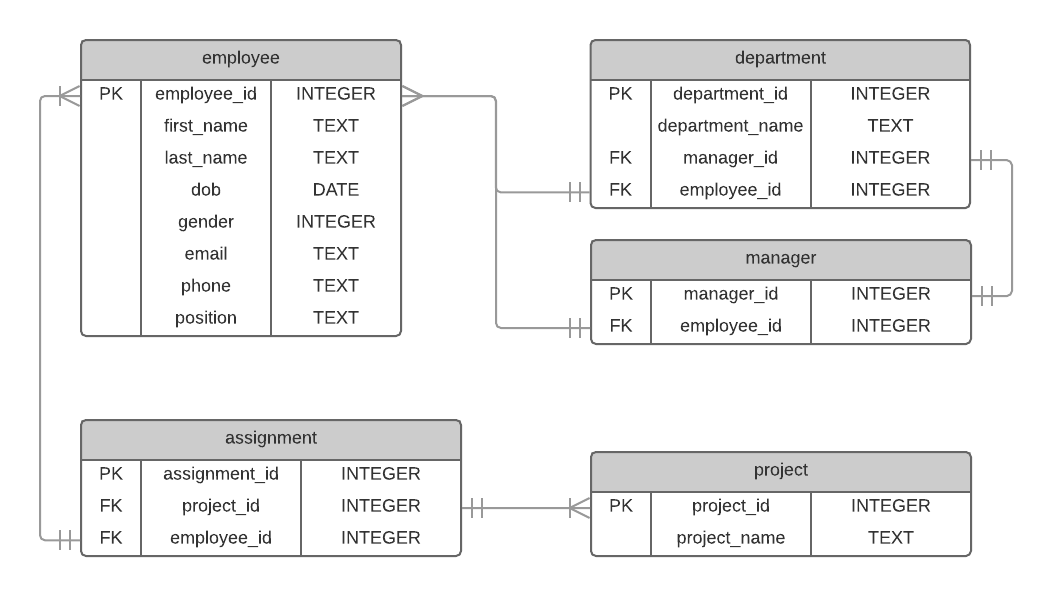 employee
PK employee_id INTEGER
first_name TEXT
last_name TEXT
dob DATE
gender INTEGER
email TEXT
phone TEXT
position TEXT
department
PK department_id INTEGER
department_name TEXT
FK manager_id INTEGER
FK employee_id INTEGER
manager
PK manager_id INTEGER
FK employee_id INTEGER
assignment
PK assignment_id INTEGER
FK project_id INTEGER
FK employee_id INTEGER
project
PK project_id INTEGER
project_name TEXT